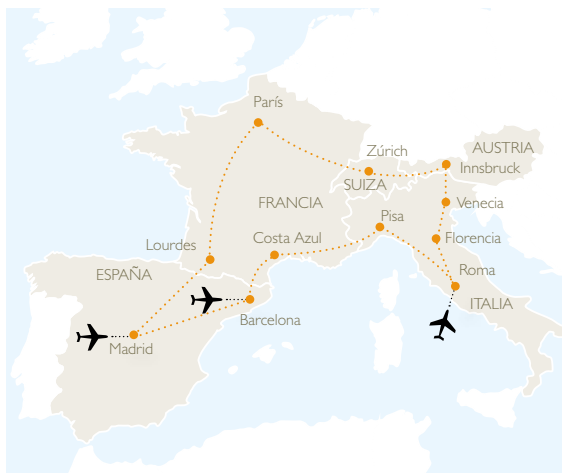 París
Zúrich
AUSTRIA
Innsbruck
SUIZA
FRANCIA
Venecia
Pisa
Lourdes
Costa Azul
Florencia
ESPAÑA
Roma
ITALIA
Barcelona
Madrid